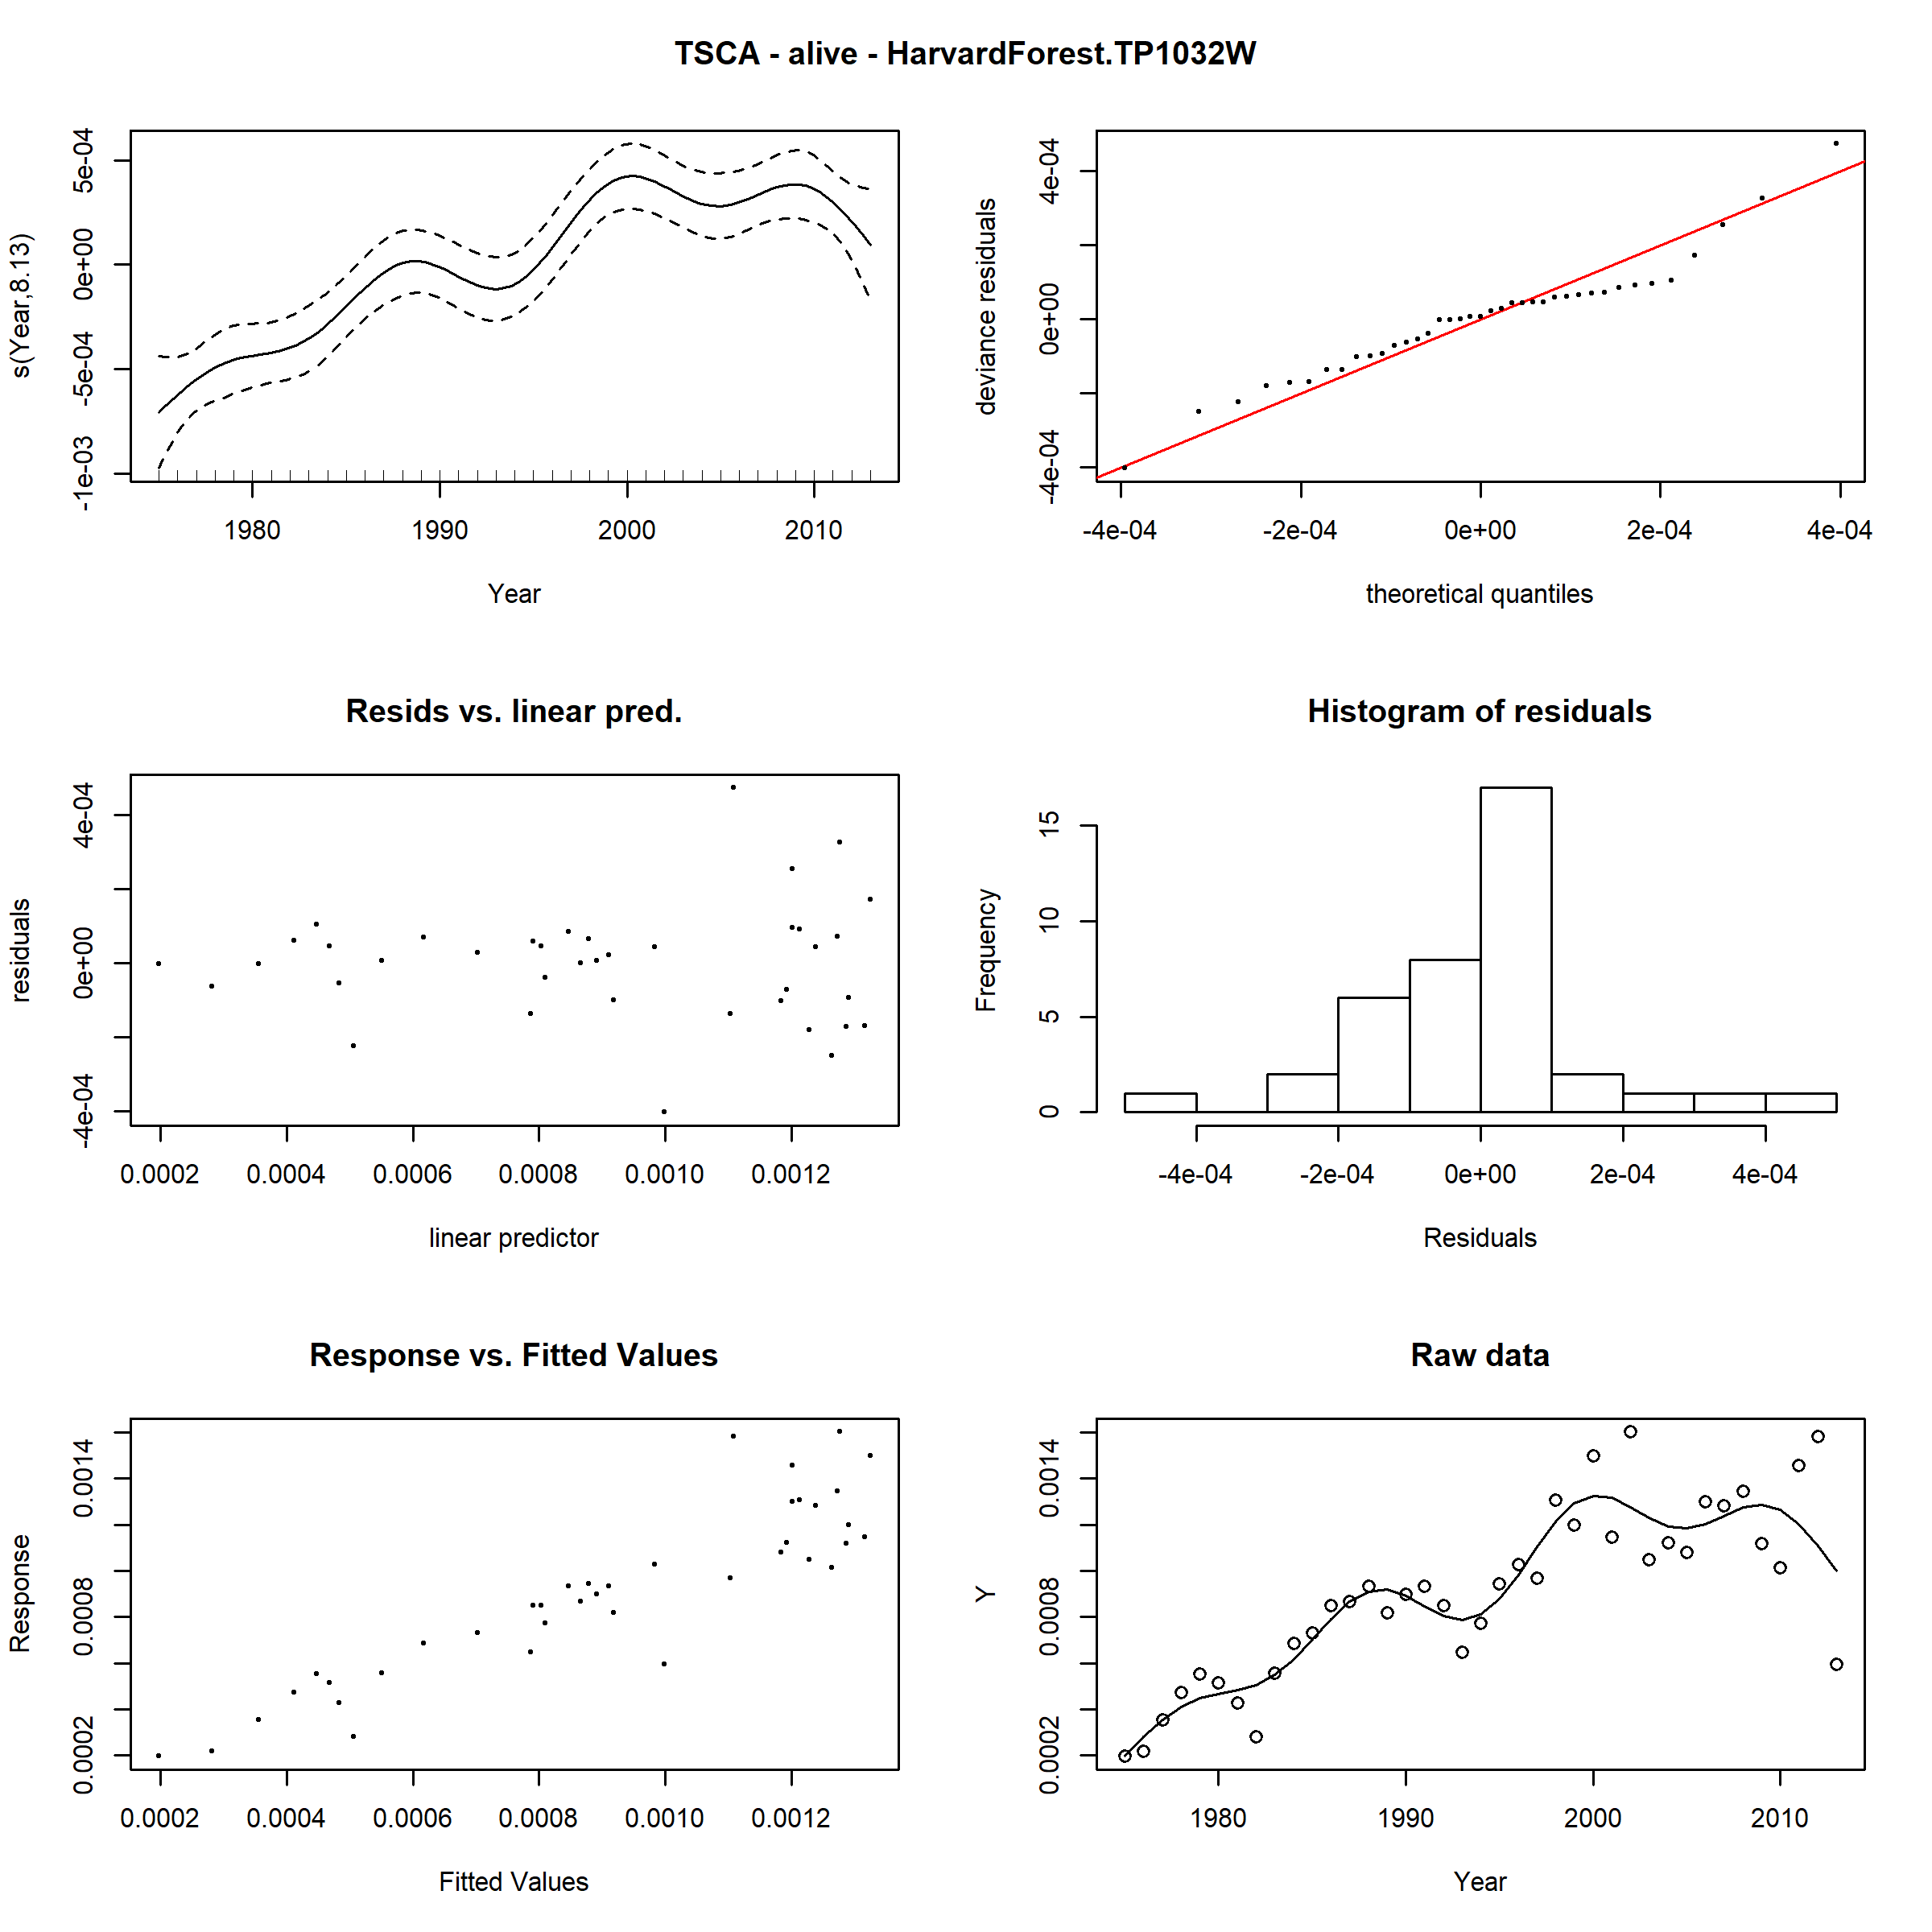 TSCA - alive - HarvardForest.TP1032W
s(Year,8.13)
-1e-03 -5e-04 0e+00 5e-04
1980 1990 2000 2010
Year
deviance residuals
-4e-04 0e+00 4e-04
-4e-04 -2e-04 0e+00 2e-04 4e-04
theoretical quantiles
Resids vs. linear pred.
residuals
-4e-04 0e+00 4e-04
0.0002 0.0004 0.0006 0.0008 0.0010 0.0012
linear predictor
Histogram of residuals
Frequency
0 5 10 15
-4e-04 -2e-04 0e+00 2e-04 4e-04
Residuals
Response vs. Fitted Values
Response
0.0002 0.0008 0.0014
0.0002 0.0004 0.0006 0.0008 0.0010 0.0012
Fitted Values
Raw data
Y
0.0002 0.0008 0.0014
1980 1990 2000 2010
Year